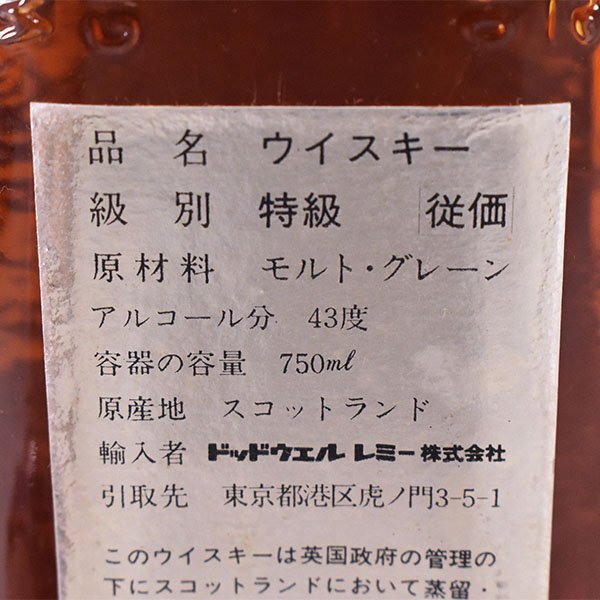 品名 ウイスキー
級別 特級 従価
原材料 モルト・グレーン
アルコール分 43度
容器の容量 750ml
原産地 スコットランド
輸入者 ドッドウエル レミー株式会社
引取先 東京都港区虎ノ門3-5-1
このウイスキーは英国政府の管理の
下にスコットランドにおいて蒸留・